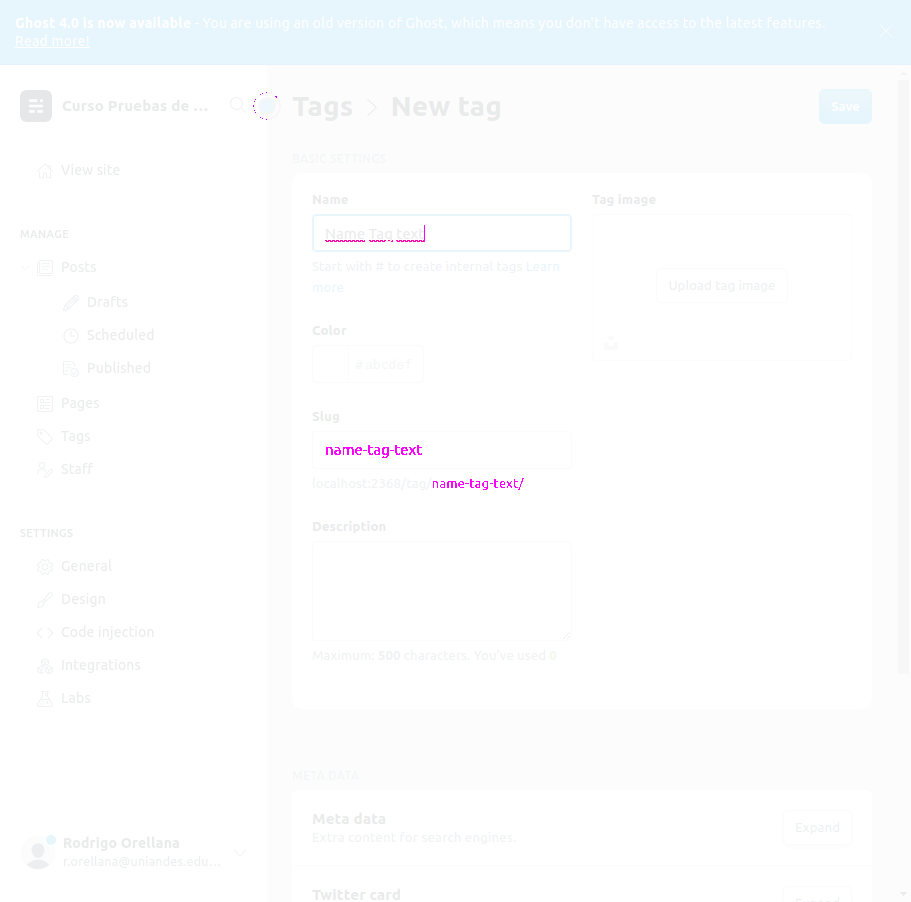 Ghost 4.0 is now available - You are using an old version of Ghost, which means you don't have access to the latest features.
Read more!
Curso Pruebas de ...
Tags > New tag
Save
View site
BASIC SETTINGS
Name
Tag image
MANAGE
Name Tag text
Posts
Start with # to create internal tags Learn
more
Upload tag image
Drafts
Scheduled
Color
Published
# abcdef
Pages
Slug
Tags
name-tag-text
Staff
localhost:2368/tag/name-tag-text/
Description
SETTINGS
General
Design
Code injection
Integrations
Maximum: 500 characters. You've used 0
Labs
META DATA
Meta data
Expand
Extra content for search engines.
Rodrigo Orellana
r.orellana@uniandes.edu...
Twitter card
Expand